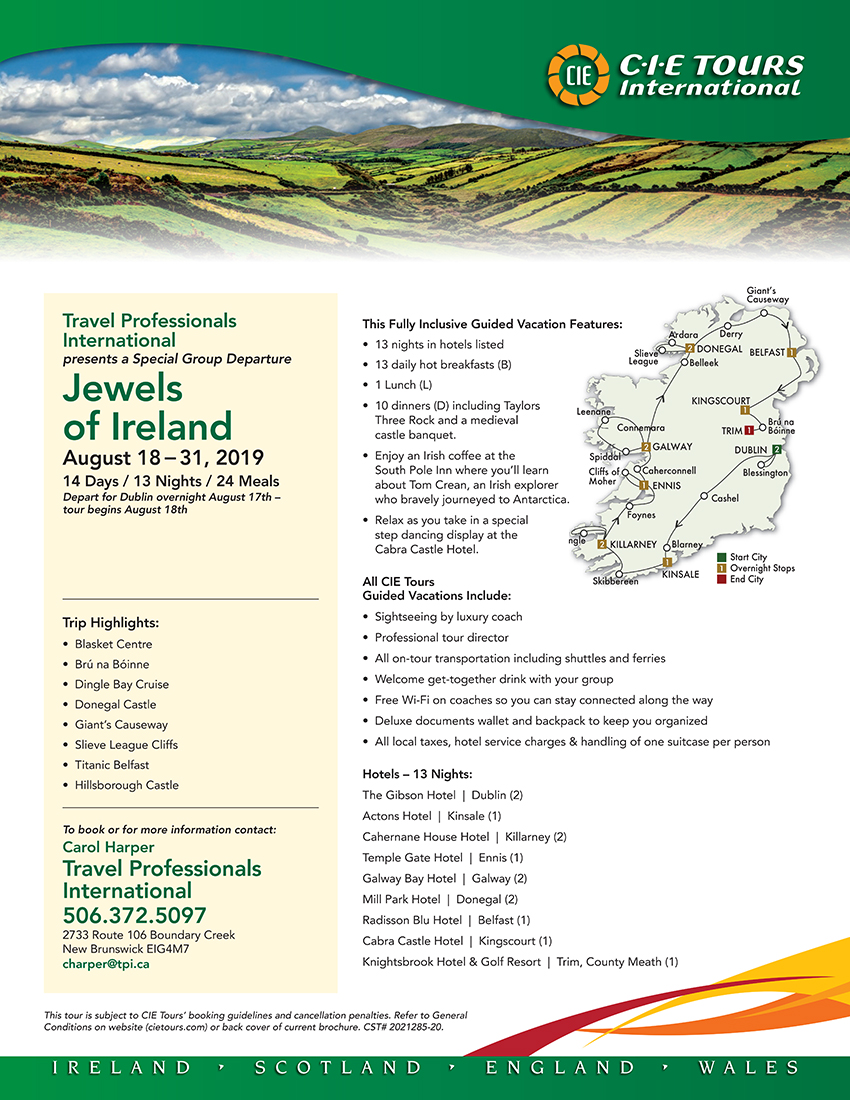 CIE
C·I·E TOURS
International
Travel Professionals
International
presents a Special Group Departure
Jewels
of Ireland
August 18–31, 2019
14 Days / 13 Nights / 24 Meals
Depart for Dublin overnight August 17th –
tour begins August 18th
Trip Highlights:
• Blasket Centre
• Brú na Bóinne
• Dingle Bay Cruise
• Donegal Castle
• Giant's Causeway
• Slieve League Cliffs
• Titanic Belfast
• Hillsborough Castle
To book or for more information contact:
Carol Harper
Travel Professionals
International
506.372.5097
2733 Route 106 Boundary Creek
New Brunswick EIG4M7
charper@tpi.ca
This Fully Inclusive Guided Vacation Features:
• 13 nights in hotels listed
• 13 daily hot breakfasts (B)
• 1 Lunch (L)
• 10 dinners (D) including Taylors
Three Rock and a medieval
castle banquet.
• Enjoy an Irish coffee at the
South Pole Inn where you'll learn
about Tom Crean, an Irish explorer
who bravely journeyed to Antarctica.
• Relax as you take in a special
step dancing display at the
Cabra Castle Hotel.
Giant's
Causeway
Ardara
Derry
Slieve
League
2 DONEGAL
BELFAST 1
Belleek
KINGSCOURT
1
Leenane
Connemara
TRIM 1
Brú na
Bóinne
2 GALWAY
DUBLIN 2
Spiddal
Cliffs of
Moher
Caherconnell
Blessington
1 ENNIS
Cashel
Foynes
ngle
2 KILLARNEY
Blarney
1
KINSALE
Skibbereen
Start City
1 Overnight Stops
End City
All CIE Tours
Guided Vacations Include:
• Sightseeing by luxury coach
• Professional tour director
• All on-tour transportation including shuttles and ferries
• Welcome get-together drink with your group
• Free Wi-Fi on coaches so you can stay connected along the way
• Deluxe documents wallet and backpack to keep you organized
• All local taxes, hotel service charges & handling of one suitcase per person
Hotels – 13 Nights:
The Gibson Hotel | Dublin (2)
Actons Hotel | Kinsale (1)
Cahernane House Hotel | Killarney (2)
Temple Gate Hotel | Ennis (1)
Galway Bay Hotel | Galway (2)
Mill Park Hotel | Donegal (2)
Radisson Blu Hotel | Belfast (1)
Cabra Castle Hotel | Kingscourt (1)
Knightsbrook Hotel & Golf Resort | Trim, County Meath (1)
This tour is subject to CIE Tours' booking guidelines and cancellation penalties. Refer to General
Conditions on website (cietours.com) or back cover of current brochure. CST# 2021285-20.
IRELAND • SCOTLAND • ENGLAND • WALES